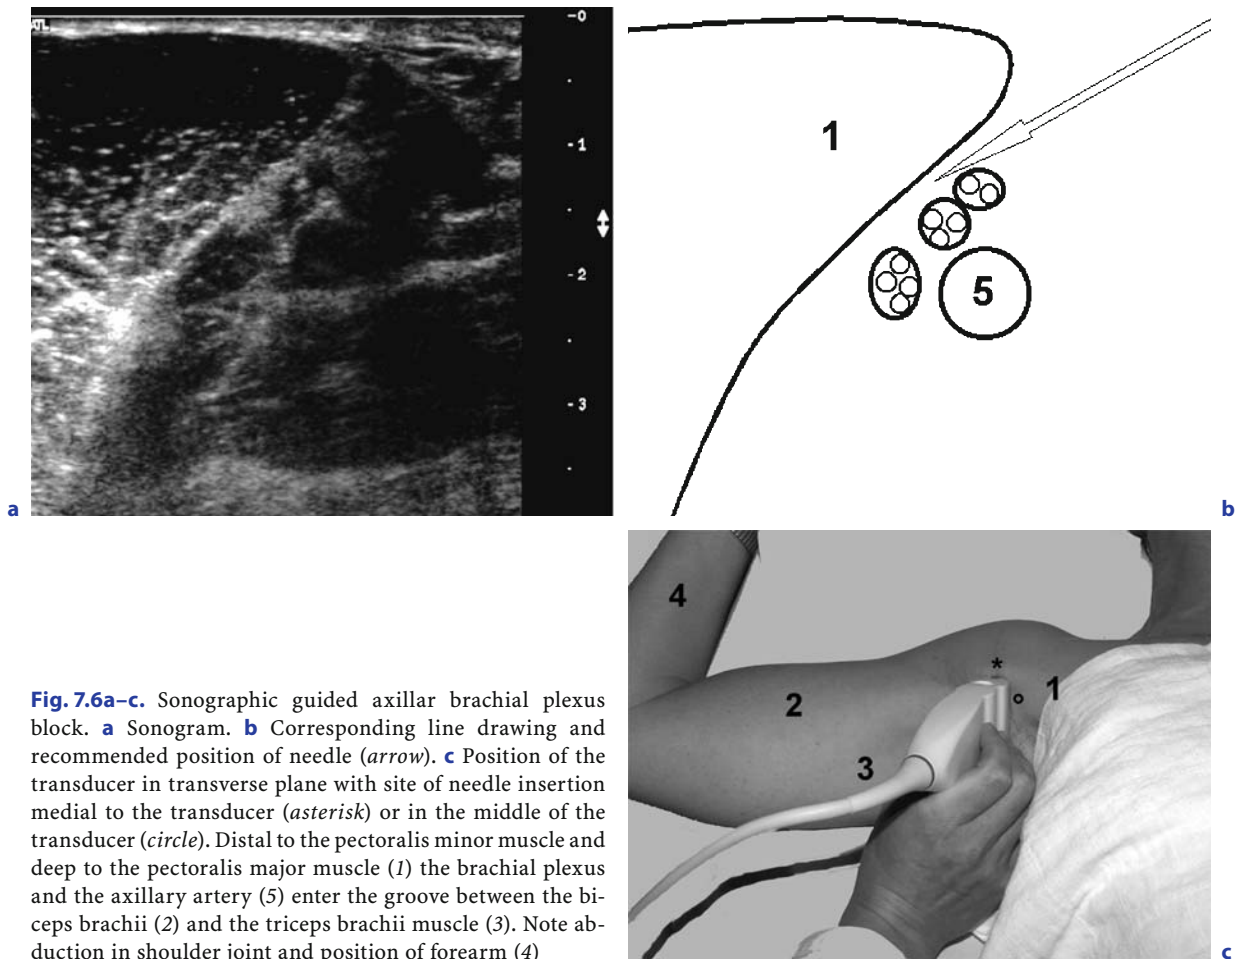 -0
-1
-2
-3
a
1
5
b
4
2
3
*
1
c
Fig. 7.6a–c. Sonographic guided axillar brachial plexus
block. a Sonogram. b Corresponding line drawing and
recommended position of needle (arrow). c Position of the
transducer in transverse plane with site of needle insertion
medial to the transducer (asterisk) or in the middle of the
transducer (circle). Distal to the pectoralis minor muscle and
deep to the pectoralis major muscle (1) the brachial plexus
and the axillary artery (5) enter the groove between the bi-
ceps brachii (2) and the triceps brachii muscle (3). Note ab-
duction in shoulder joint and position of forearm (4)